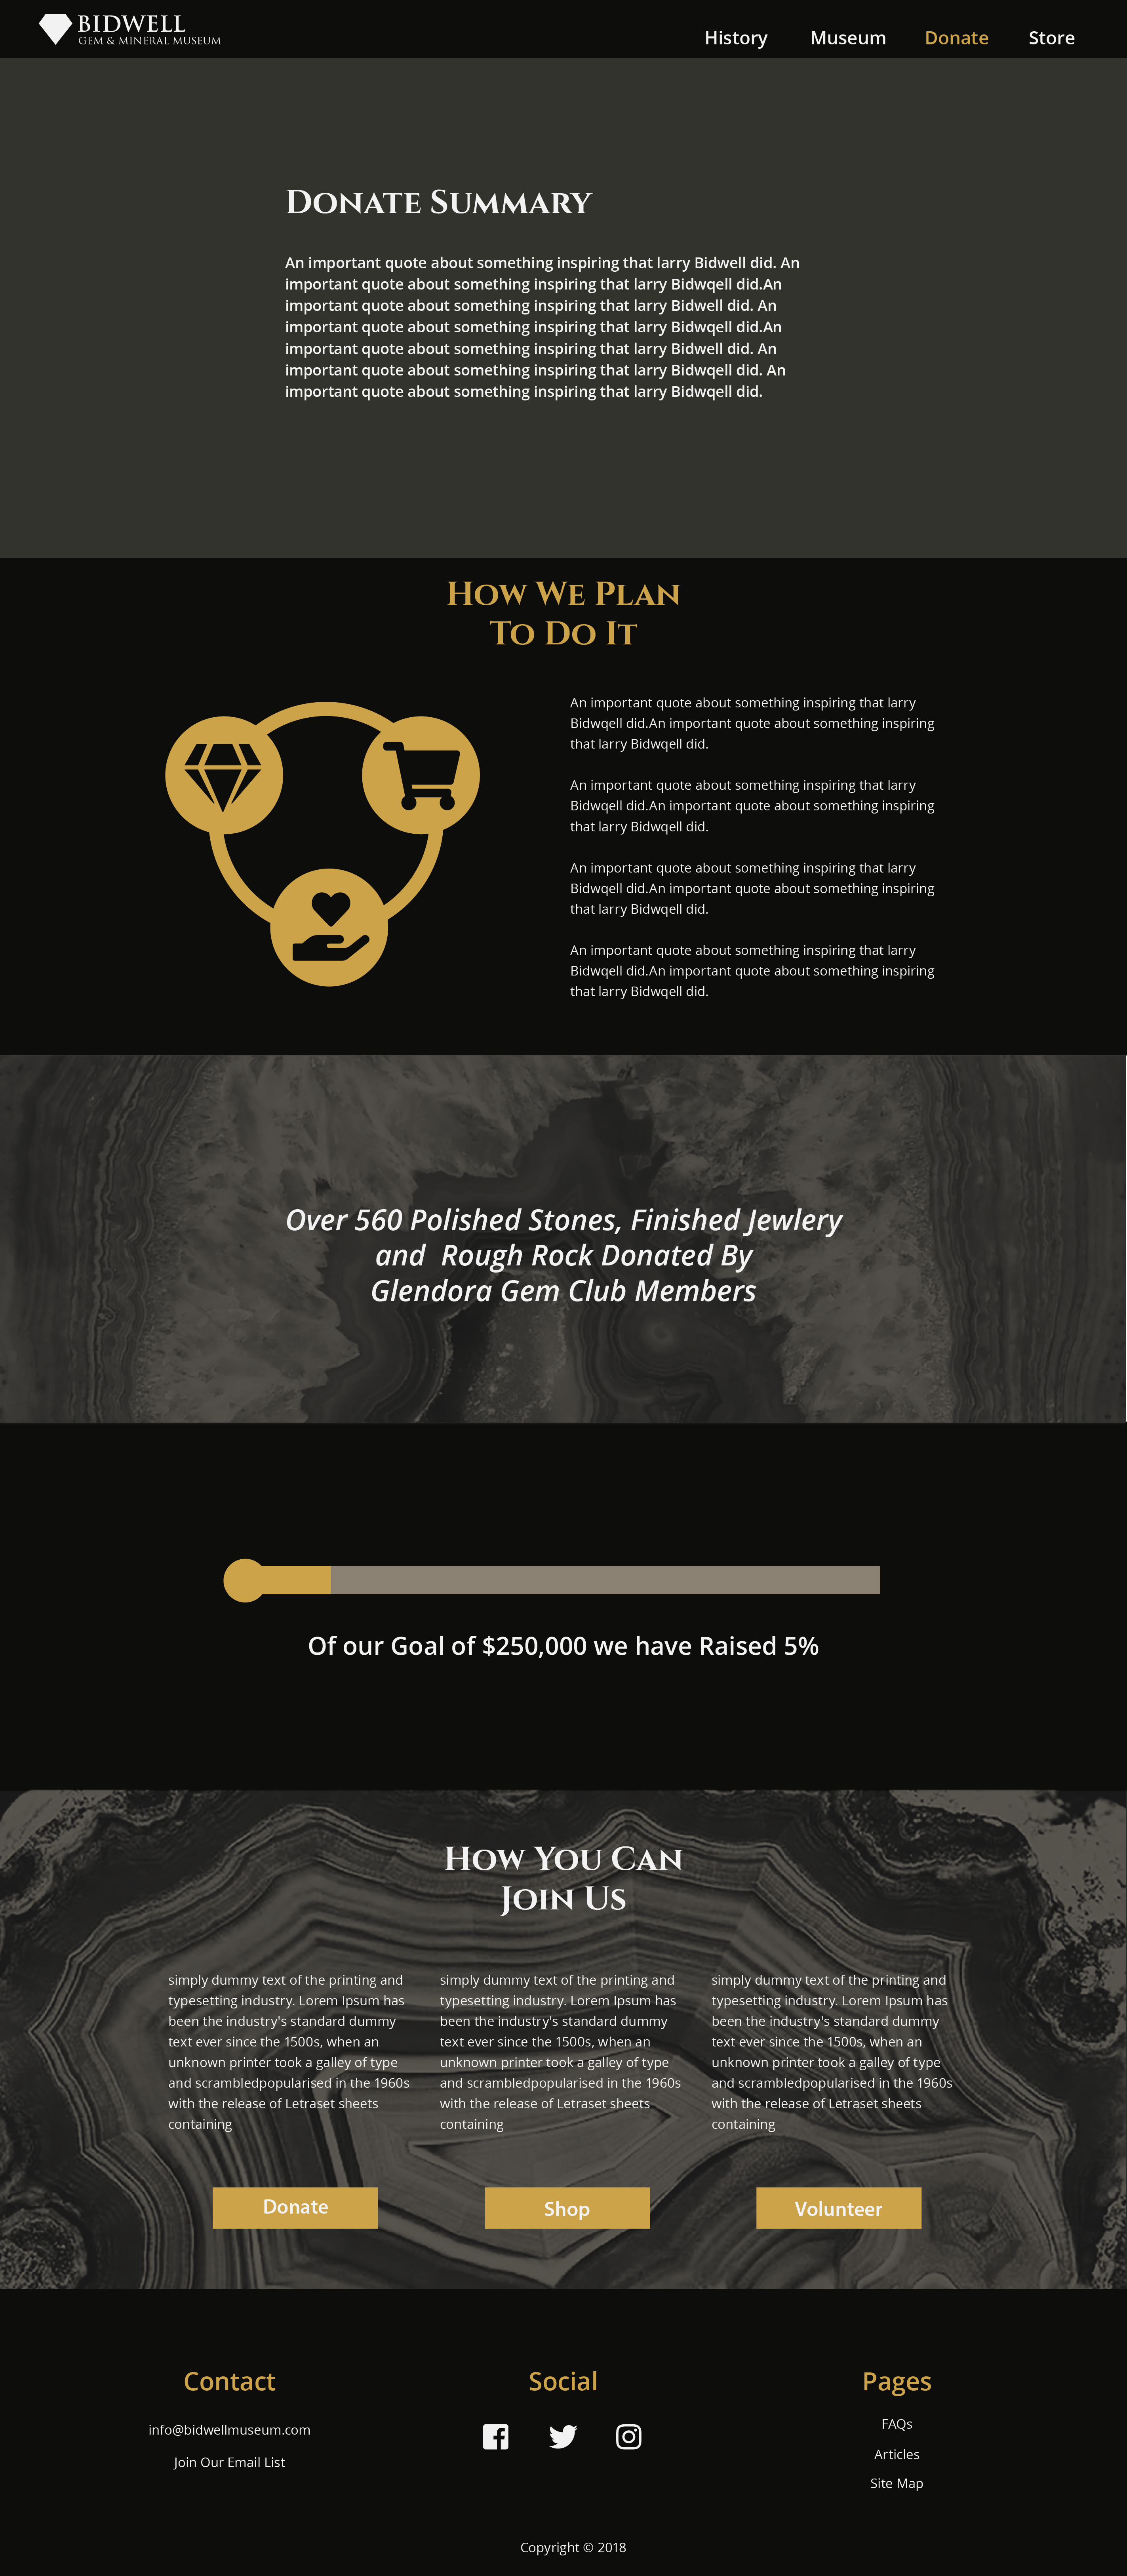 BIDWELL
GEM & MINERAL MUSEUM
History Museum Donate Store
Donate Summary
An important quote about something inspiring that larry Bidwell did. An
important quote about something inspiring that larry Bidwqell did.An
important quote about something inspiring that larry Bidwell did. An
important quote about something inspiring that larry Bidwqell did.An
important quote about something inspiring that larry Bidwell did. An
important quote about something inspiring that larry Bidwqell did. An
important quote about something inspiring that larry Bidwqell did.
How We Plan
To Do It
An important quote about something inspiring that larry
Bidwqell did.An important quote about something inspiring
that larry Bidwqell did.
An important quote about something inspiring that larry
Bidwqell did.An important quote about something inspiring
that larry Bidwqell did.
An important quote about something inspiring that larry
Bidwqell did.An important quote about something inspiring
that larry Bidwqell did.
An important quote about something inspiring that larry
Bidwqell did.An important quote about something inspiring
that larry Bidwqell did.
Over 560 Polished Stones, Finished Jewlery
and Rough Rock Donated By
Glendora Gem Club Members
Of our Goal of $250,000 we have Raised 5%
How You Can
Join Us
simply dummy text of the printing and
typesetting industry. Lorem Ipsum has
been the industry's standard dummy
text ever since the 1500s, when an
unknown printer took a galley of type
and scrambledpopularised in the 1960s
with the release of Letraset sheets
containing
Donate
simply dummy text of the printing and
typesetting industry. Lorem Ipsum has
been the industry's standard dummy
text ever since the 1500s, when an
unknown printer took a galley of type
and scrambledpopularised in the 1960s
with the release of Letraset sheets
containing
Shop
simply dummy text of the printing and
typesetting industry. Lorem Ipsum has
been the industry's standard dummy
text ever since the 1500s, when an
unknown printer took a galley of type
and scrambledpopularised in the 1960s
with the release of Letraset sheets
containing
Volunteer
Contact
info@bidwellmuseum.com
Join Our Email List
Social
Pages
FAQs
Articles
Site Map
Copyright © 2018